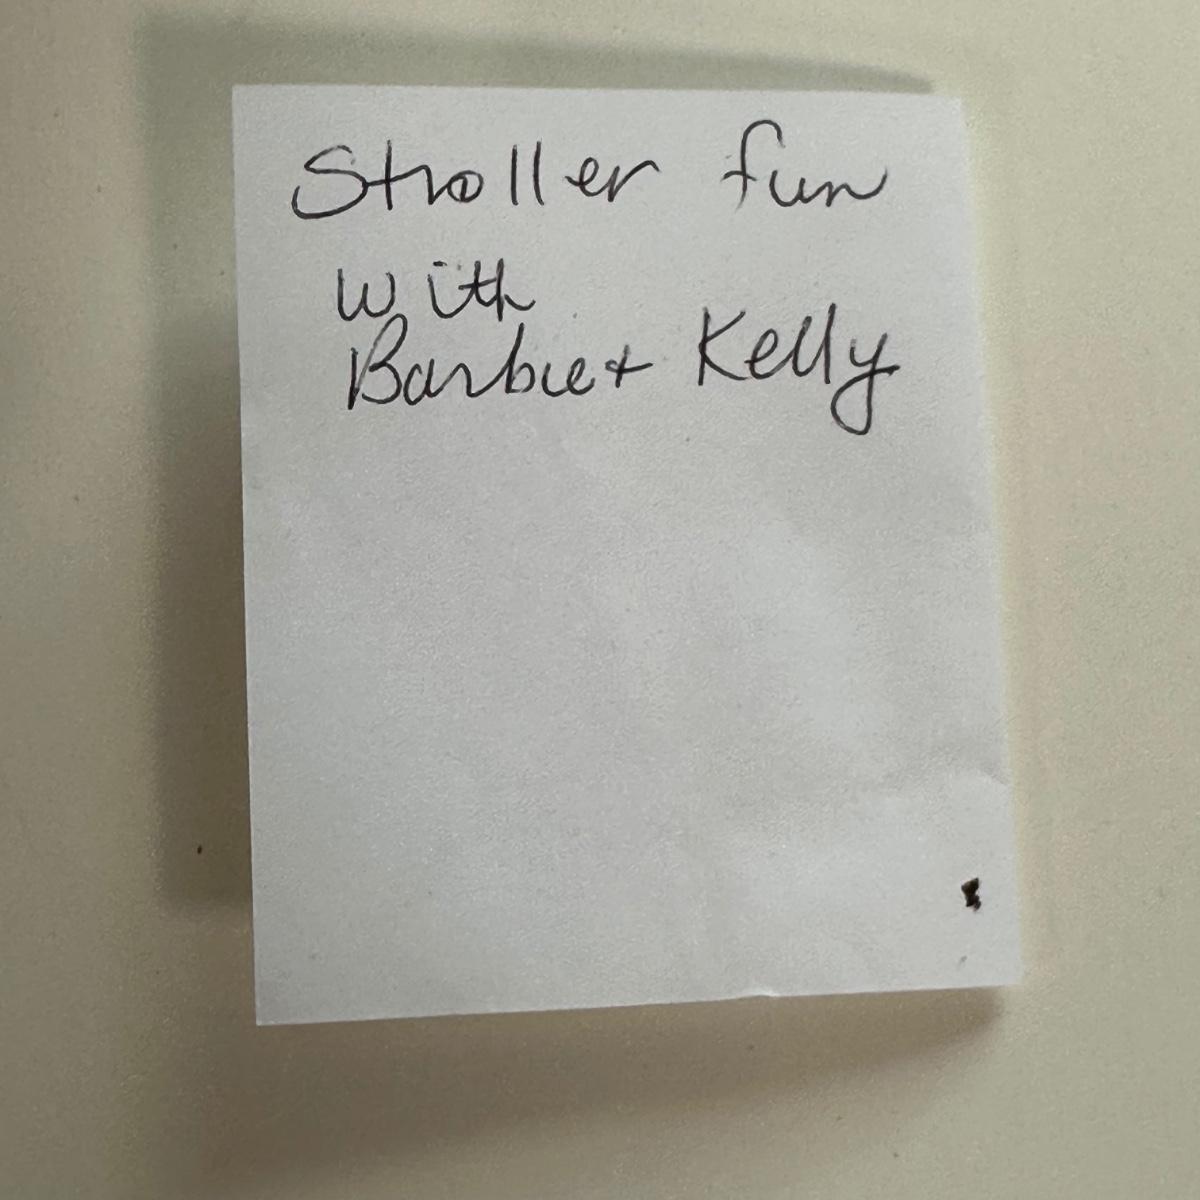 Stroller fun
with
Barbie + Kelly